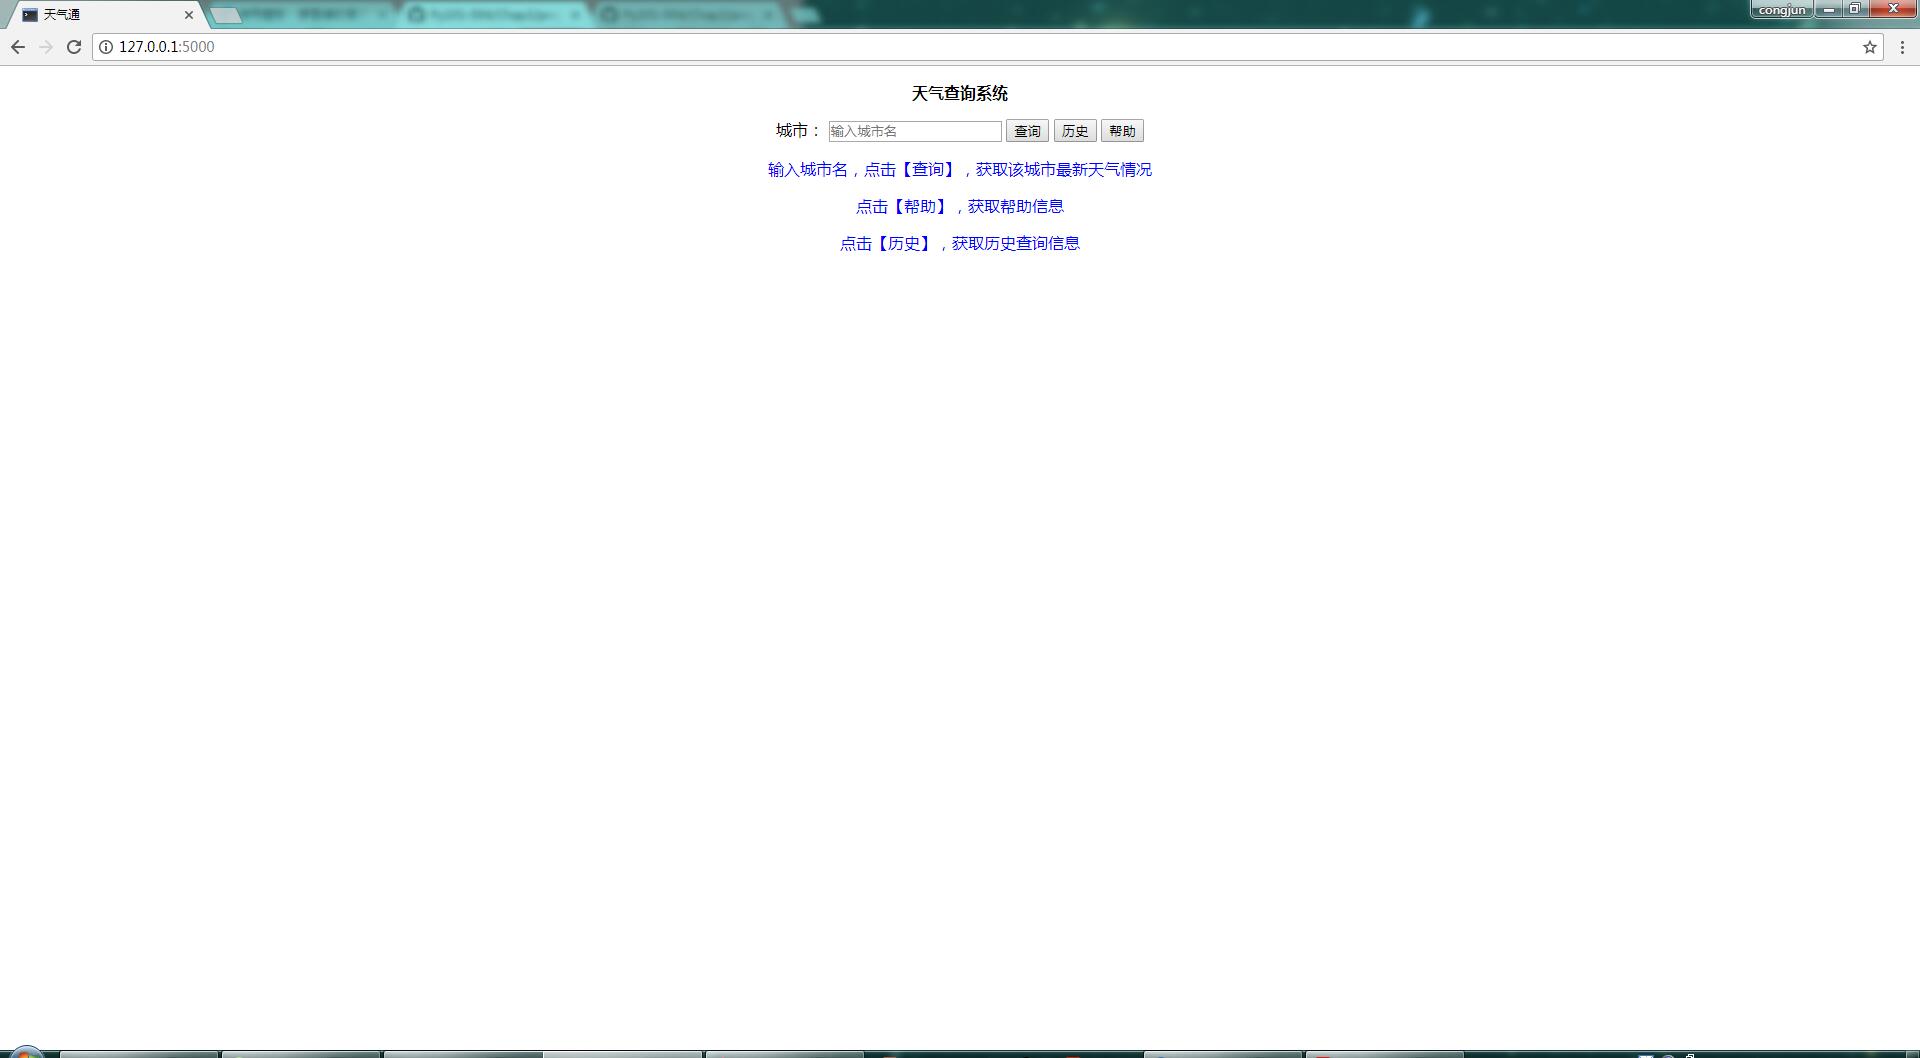 天气通
congjun
127.0.0.1:5000
天气查询系统
城市： 输入城市名 查询 历史 帮助
输入城市名，点击【查询】，获取该城市最新天气情况
点击【帮助】，获取帮助信息
点击【历史】，获取历史查询信息